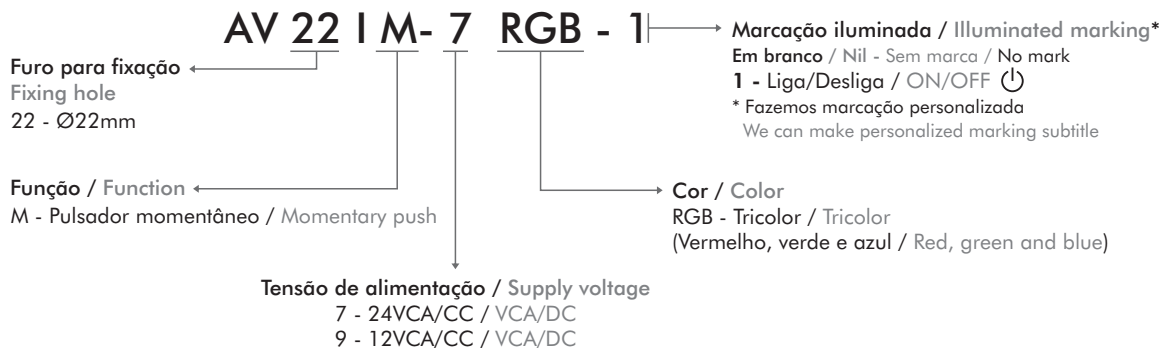 AV 22 I M- 7 RGB - 1
Marcação iluminada / Illuminated marking*
Em branco / Nil - Sem marca / No mark
1 - Liga/Desliga / ON/OFF
* Fazemos marcação personalizada
We can make personalized marking subtitle
Furo para fixação
Fixing hole
22 - Ø22mm
Função / Function
M - Pulsador momentâneo / Momentary push
Cor / Color
RGB - Tricolor / Tricolor
(Vermelho, verde e azul / Red, green and blue)
Tensão de alimentação / Supply voltage
7 - 24VCA/CC / VCA/DC
9 - 12VCA/CC / VCA/DC